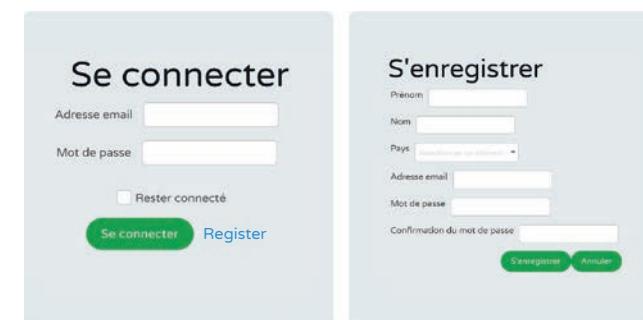 Se connecter
Adresse email
Mot de passe
Rester connecté
Se connecter Register
S'enregistrer
Prénom
Nom
Pays
Adresse email
Mot de passe
Confirmation du mot de passe
S'enregistrer Annuler